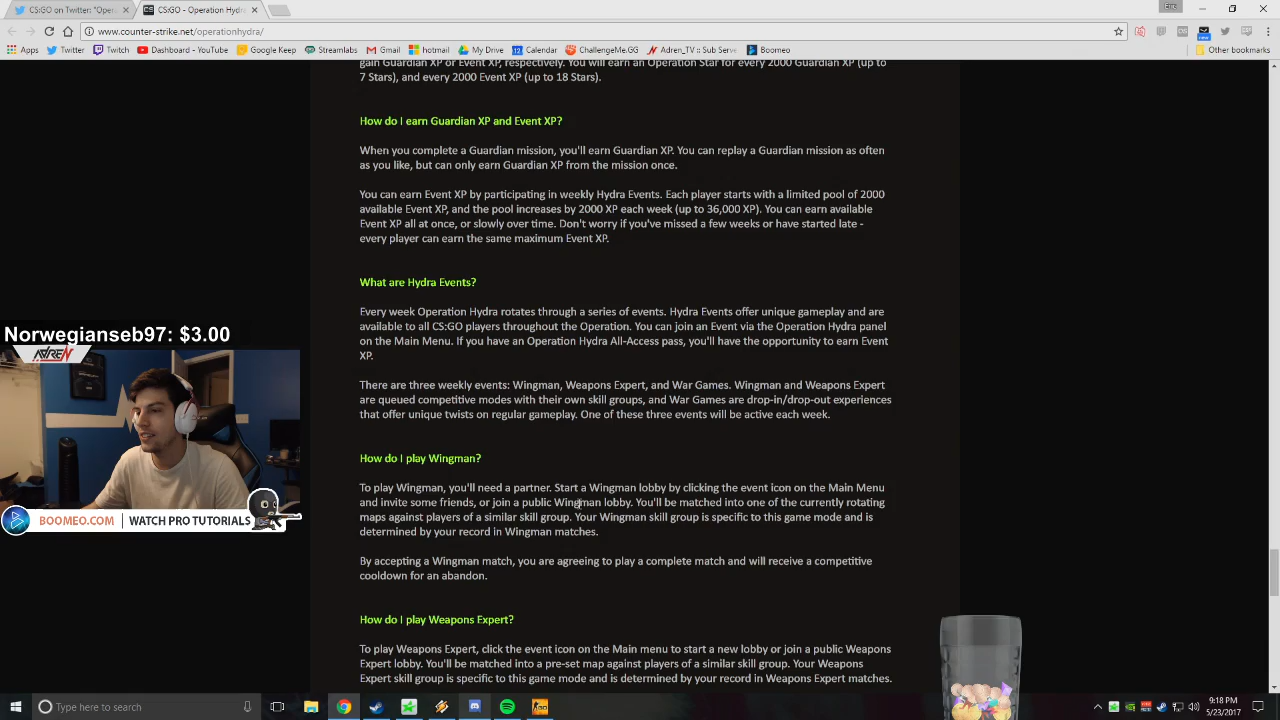 CS:GO on Twitter: "Oper
CS:GO - Operation Hydra
www.counter-strike.net/operationhydra/
Apps
Twitter
Twitch
Dashboard - YouTube
Google Keep
Streamlabs
Gmail
hotmail
My Drive
Calendar
ChallengeMe.GG
Adren_TV :: Sub Serve
Boomeo
Other bookmarks
gain Guardian XP or Event XP, respectively. You will earn an Operation Star for every 2000 Guardian XP (up to
7 Stars), and every 2000 Event XP (up to 18 Stars).
How do I earn Guardian XP and Event XP?
When you complete a Guardian mission, you'll earn Guardian XP. You can replay a Guardian mission as often
as you like, but can only earn Guardian XP from the mission once.
You can earn Event XP by participating in weekly Hydra Events. Each player starts with a limited pool of 2000
available Event XP, and the pool increases by 2000 XP each week (up to 36,000 XP). You can earn available
Event XP all at once, or slowly over time. Don't worry if you've missed a few weeks or have started late -
every player can earn the same maximum Event XP.
What are Hydra Events?
Every week Operation Hydra rotates through a series of events. Hydra Events offer unique gameplay and are
available to all CS:GO players throughout the Operation. You can join an Event via the Operation Hydra panel
on the Main Menu. If you have an Operation Hydra All-Access pass, you'll have the opportunity to earn Event
XP.
There are three weekly events: Wingman, Weapons Expert, and War Games. Wingman and Weapons Expert
are queued competitive modes with their own skill groups, and War Games are drop-in/drop-out experiences
that offer unique twists on regular gameplay. One of these three events will be active each week.
How do I play Wingman?
To play Wingman, you'll need a partner. Start a Wingman lobby by clicking the event icon on the Main Menu
and invite some friends, or join a public Wingman lobby. You'll be matched into one of the currently rotating
maps against players of a similar skill group. Your Wingman skill group is specific to this game mode and is
determined by your record in Wingman matches.
By accepting a Wingman match, you are agreeing to play a complete match and will receive a competitive
cooldown for an abandon.
How do I play Weapons Expert?
To play Weapons Expert, click the event icon on the Main menu to start a new lobby or join a public Weapons
Expert lobby. You'll be matched into a pre-set map against players of a similar skill group. Your Weapons
Expert skill group is specific to this game mode and is determined by your record in Weapons Expert matches.
Norwegianseb97: $3.00
ADREN
BOOMEO.COM | WATCH PRO TUTORIALS
Type here to search
9:18 PM
5/23/2017